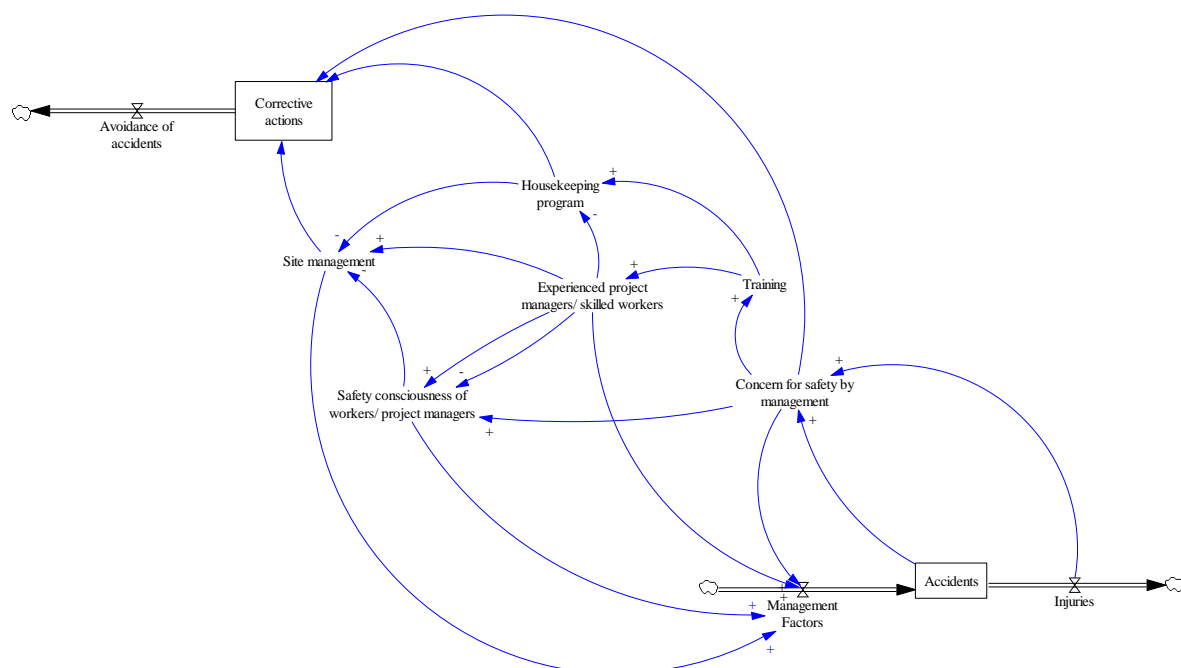 Corrective
actions
Avoidance of
accidents
+
Housekeeping
program
-
-
+
Site management
-
+
Experienced project
managers/ skilled workers
Training
+
+
-
+
Safety consciousness of
workers/ project managers
Concern for safety by
management
+
+
+
Accidents
+
+
+
Management
Factors
Injuries
+